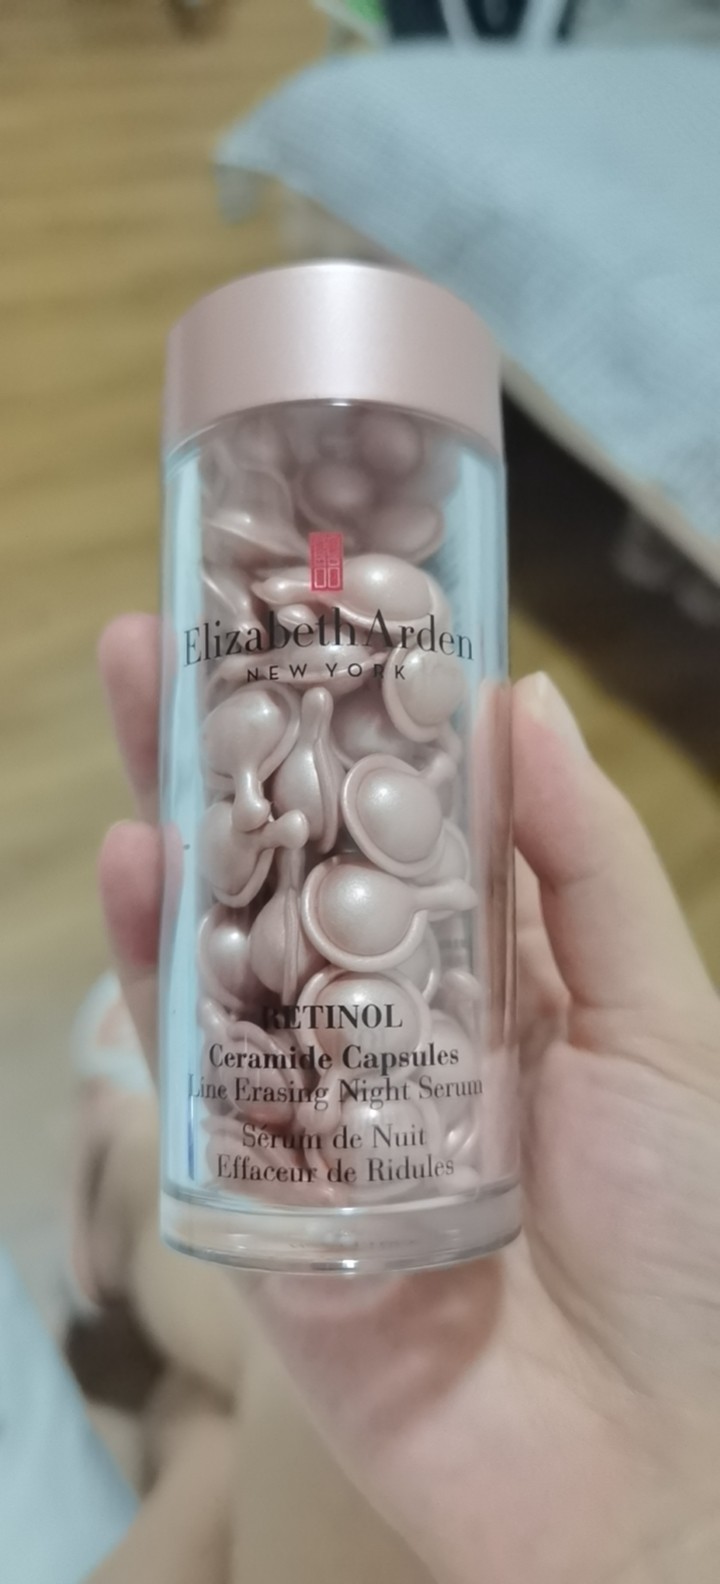 Elizabeth Arden
NEW YORK
RETINOL
Ceramide Capsules
Line Erasing Night Serum
Sérum de Nuit
Effaceur de Ridules